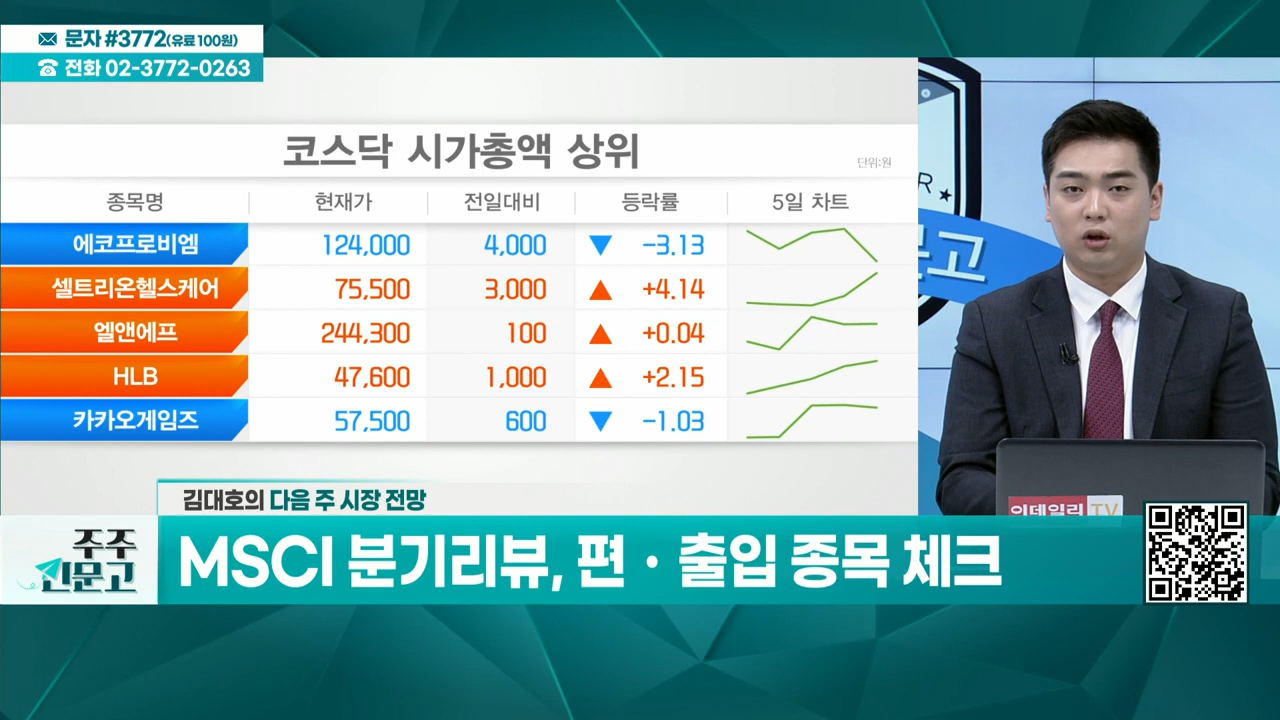 문자 #3772(유료 100원)
전화 02-3772-0263
코스닥 시가총액 상위
단위:원
종목명 현재가 전일대비 등락률 5일 차트
에코프로비엠 124,000 4,000 ▼ -3.13
셀트리온헬스케어 75,500 3,000 ▲ +4.14
엘앤에프 244,300 100 ▲ +0.04
HLB 47,600 1,000 ▲ +2.15
카카오게임즈 57,500 600 ▼ -1.03
R
문고
이데일리 TV
김대호의 다음 주 시장 전망
주주
신문고
MSCI 분기리뷰, 편·출입 종목 체크